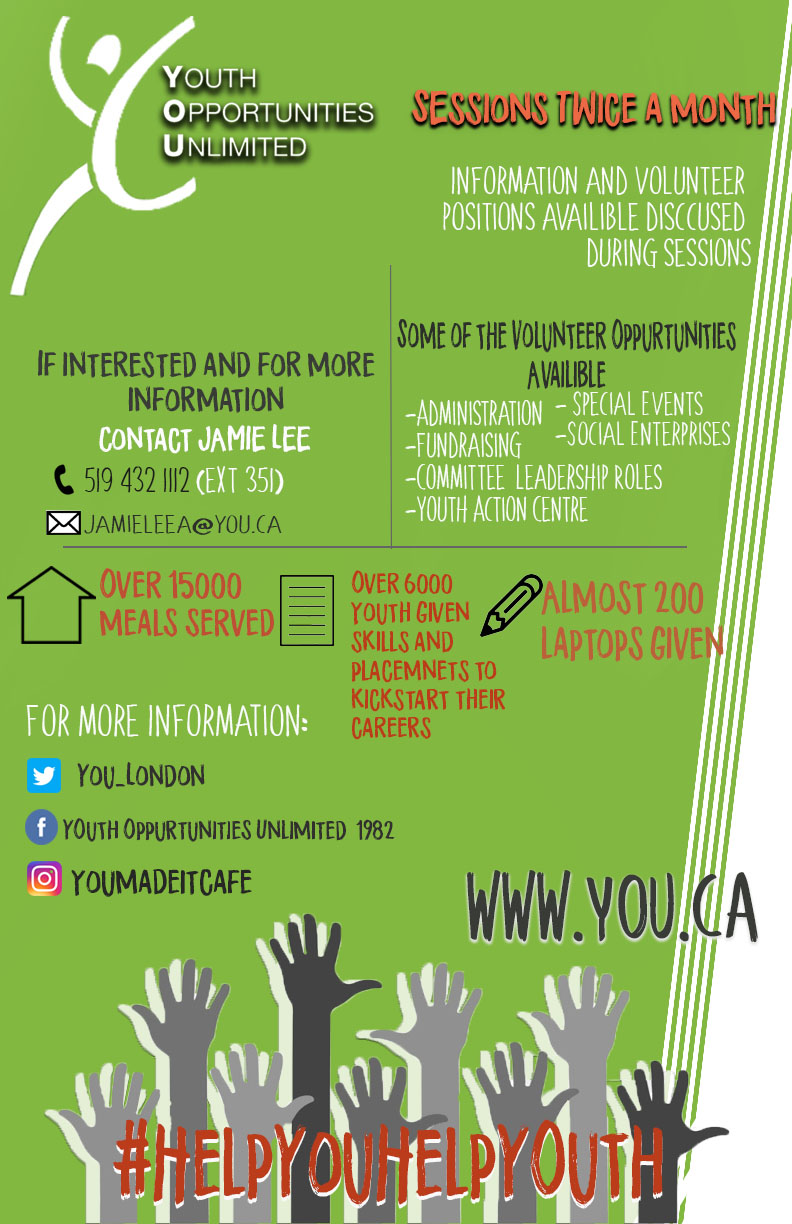 Youth
Opportunities
Unlimited
SESSIONS TWICE A MONTH
INFORMATION AND VOLUNTEER
POSITIONS AVAILIBLE DISCCUSED
DURING SESSIONS
IF INTERESTED AND FOR MORE
INFORMATION
CONTACT JAMIE LEE
519 432 1112 (EXT 351)
JAMIELEEA@YOU.CA
Some of the Volunteer Oppurtunities
Availible
-ADMINISTRATION
- SPECIAL EVENTS
-FUNDRAISING
-SOCIAL ENTERPRISES
-COMMITTEE LEADERSHIP ROLES
-YOUTH ACTION CENTRE
OVER 15000
MEALS SERVED
OVER 6000
YOUTH GIVEN
SKILLS AND
PLACEMNETS TO
KICKSTART THEIR
CAREERS
ALMOST 200
LAPTOPS GIVEN
FOR MORE INFORMATION:
You_London
YOuth Oppurtunities Unlimited 1982
YOUMADEITCAFE
WWW.YOU.CA
#HELPYOUHELPYOUTH